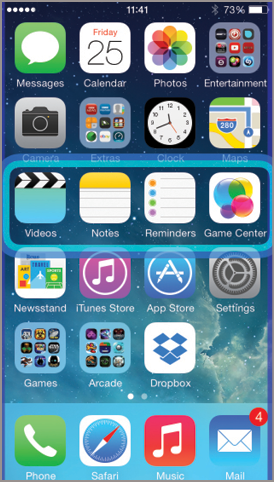 11:41 73%
Friday
25
Messages Calendar Photos Entertainment
280
Camera Extras Clock Maps
Videos Notes Reminders Game Center
Newsstand iTunes Store App Store Settings
Games Arcade Dropbox
4
Phone Safari Music Mail